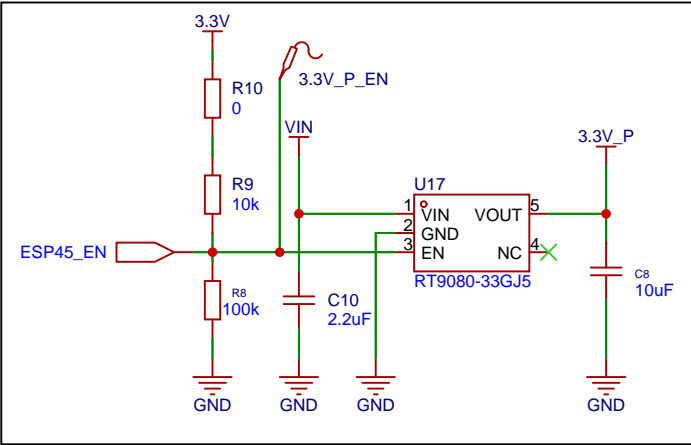 3.3V
R10
0
3.3V_P_EN
VIN
3.3V_P
R9
10k
U17
1
VIN
VOUT
5
2
GND
3
EN
NC
4
ESP45_EN
RT9080-33GJ5
R8
100k
C10
2.2uF
C8
10uF
GND
GND
GND
GND